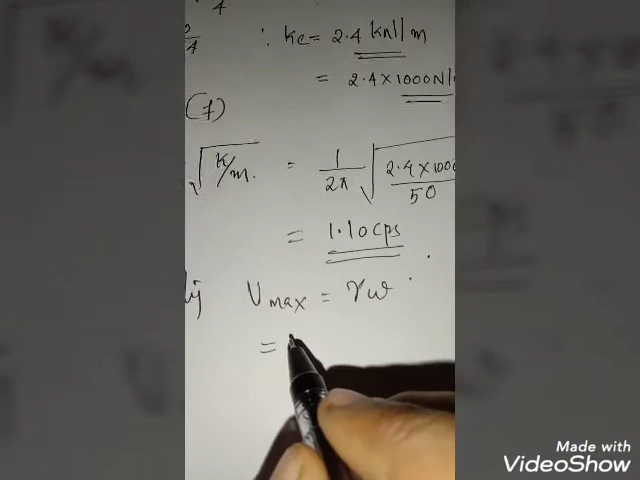 4
4
∴ Ke = 2.4 kN/m
= 2.4 x 1000 N/
(f)
√K/m. = 1/2π √2.4 x 1000/50
= 1.10 cps
Vmax = rω
=
Made with
VideoShow